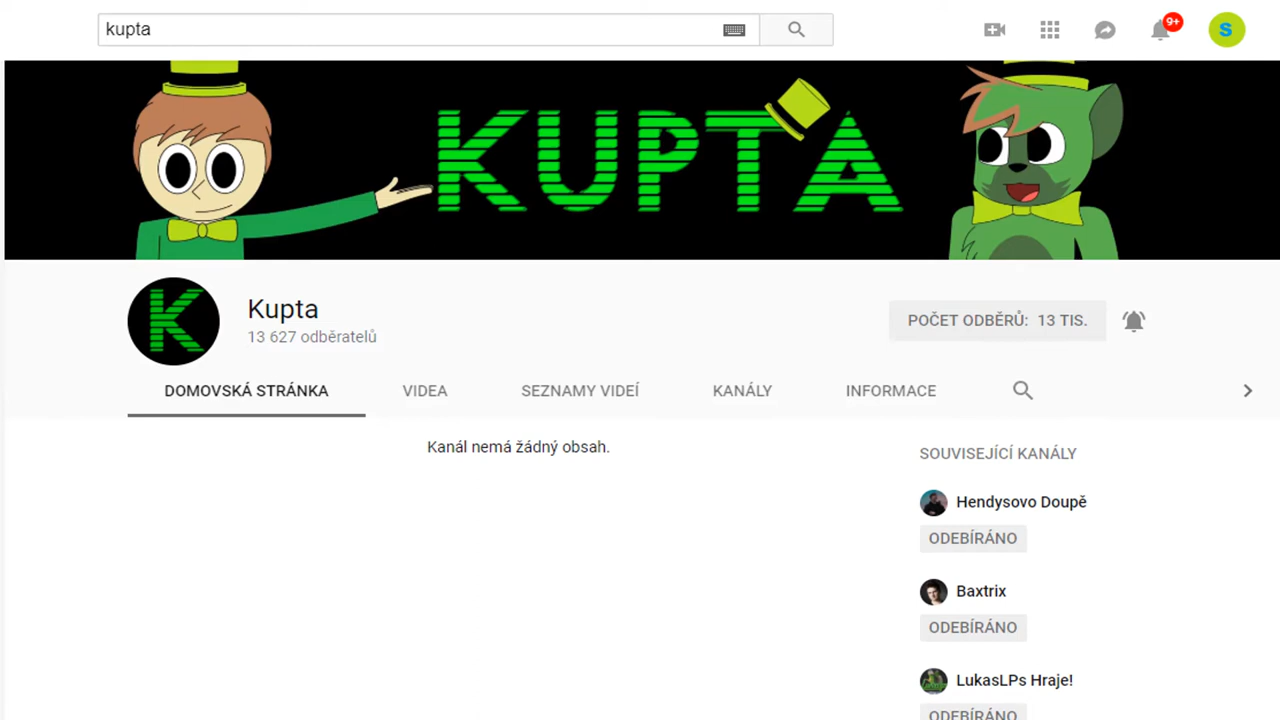 kupta
9+
S
KUPTA
K
Kupta
13 627 odběratelů
POČET ODBĚRŮ: 13 TIS.
DOMOVSKÁ STRÁNKA
VIDEA
SEZNAMY VIDEÍ
KANÁLY
INFORMACE
Kanál nemá žádný obsah.
SOUVISEJÍCÍ KANÁLY
Hendysovo Doupě
ODEBÍRÁNO
Baxtrix
ODEBÍRÁNO
LukasLPs Hraje!
ODEBÍRÁNO